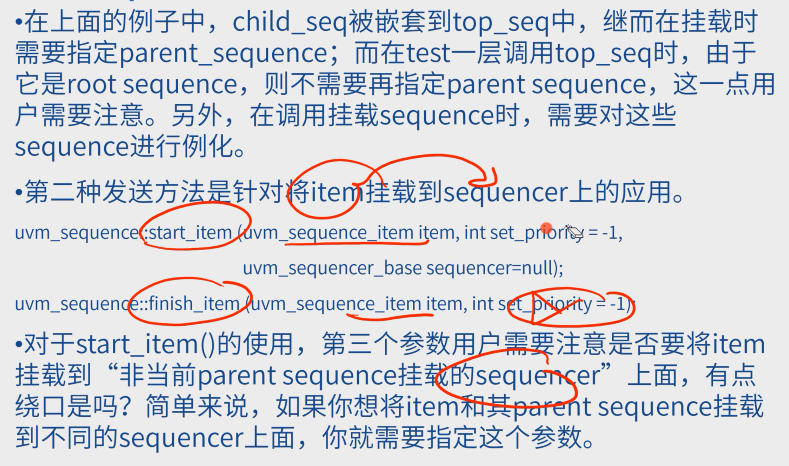 •在上面的例子中，child_seq被嵌套到top_seq中，继而在挂载时
需要指定parent_sequence；而在test一层调用top_seq时，由于
它是root sequence，则不需要再指定parent sequence，这一点用
户需要注意。另外，在调用挂载sequence时，需要对这些
sequence进行例化。
•第二种发送方法是针对将item挂载到sequencer上的应用。
uvm_sequence::start_item (uvm_sequence_item item, int set_priority = -1,
uvm_sequencer_base sequencer=null);
uvm_sequence::finish_item (uvm_sequence_item item, int set_priority = -1);
•对于start_item()的使用，第三个参数用户需要注意是否要将item
挂载到“非当前parent sequence挂载的sequencer”上面，有点
绕口是吗？简单来说，如果你想将item和其parent sequence挂载
到不同的sequencer上面，你就需要指定这个参数。